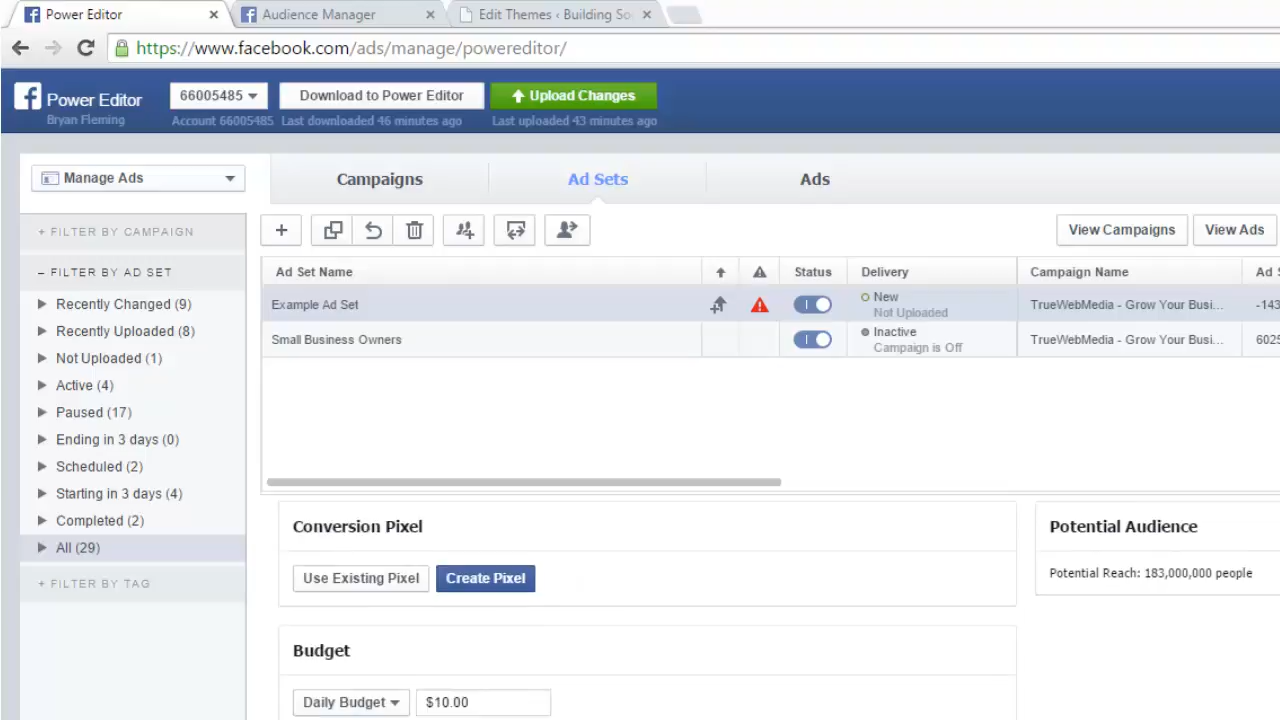 Power Editor
Audience Manager
Edit Themes ‹ Building So
https://www.facebook.com/ads/manage/powereditor/
Power Editor
Bryan Fleming
66005485
Account 66005485
Download to Power Editor
Last downloaded 46 minutes ago
Upload Changes
Last uploaded 43 minutes ago
Manage Ads
Campaigns
Ad Sets
Ads
+ FILTER BY CAMPAIGN
– FILTER BY AD SET
Recently Changed (9)
Recently Uploaded (8)
Not Uploaded (1)
Active (4)
Paused (17)
Ending in 3 days (0)
Scheduled (2)
Starting in 3 days (4)
Completed (2)
All (29)
+ FILTER BY TAG
View Campaigns
View Ads
Ad Set Name
Status
Delivery
Campaign Name
Ad S
Example Ad Set
New
Not Uploaded
TrueWebMedia - Grow Your Busi...
-143
Small Business Owners
Inactive
Campaign is Off
TrueWebMedia - Grow Your Busi...
6025
Conversion Pixel
Use Existing Pixel
Create Pixel
Potential Audience
Potential Reach: 183,000,000 people
Budget
Daily Budget
$10.00